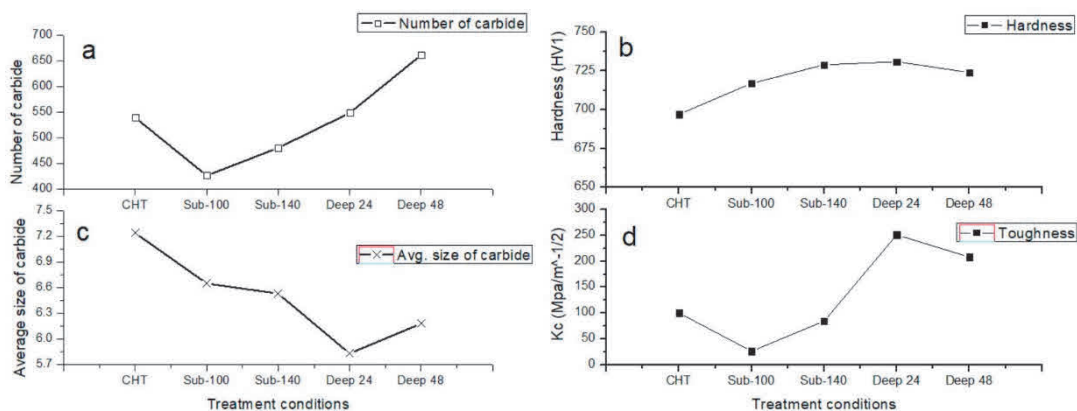 Number of carbide
a
Number of carbide
700
650
600
550
500
450
400
CHT
Sub-100
Sub-140
Deep 24
Deep 48
Hardness
b
Hardness (HV1)
750
725
700
675
650
CHT
Sub-100
Sub-140
Deep 24
Deep 48
c
Avg. size of carbide
Average size of carbide
7.5
7.2
6.9
6.6
6.3
6.0
5.7
CHT
Sub-100
Sub-140
Deep 24
Deep 48
Treatment conditions
d
Toughness
Kc (Mpa/m^-1/2)
300
250
200
150
100
50
0
CHT
Sub-100
Sub-140
Deep 24
Deep 48
Treatment conditions